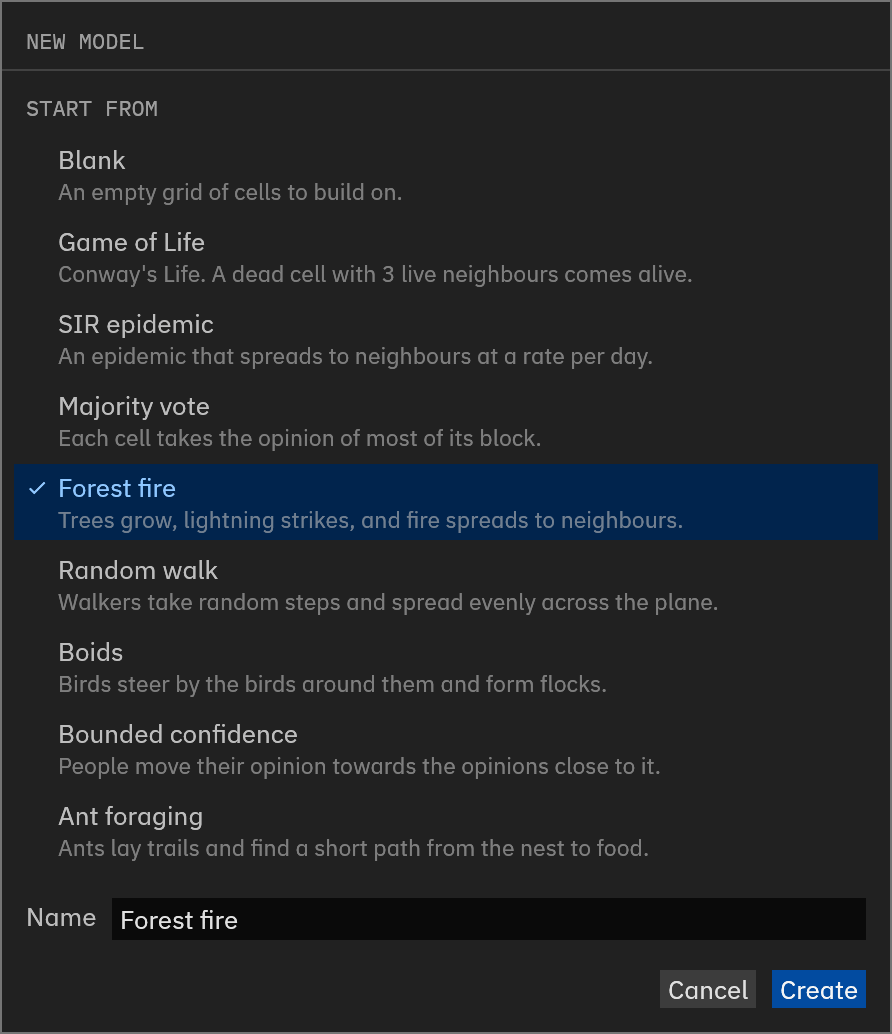 NEW MODEL
START FROM
Blank
An empty grid of cells to build on.
Game of Life
Conway's Life. A dead cell with 3 live neighbours comes alive.
SIR epidemic
An epidemic that spreads to neighbours at a rate per day.
Majority vote
Each cell takes the opinion of most of its block.
Forest fire
Trees grow, lightning strikes, and fire spreads to neighbours.
Random walk
Walkers take random steps and spread evenly across the plane.
Boids
Birds steer by the birds around them and form flocks.
Bounded confidence
People move their opinion towards the opinions close to it.
Ant foraging
Ants lay trails and find a short path from the nest to food.
Name Forest fire
Cancel Create